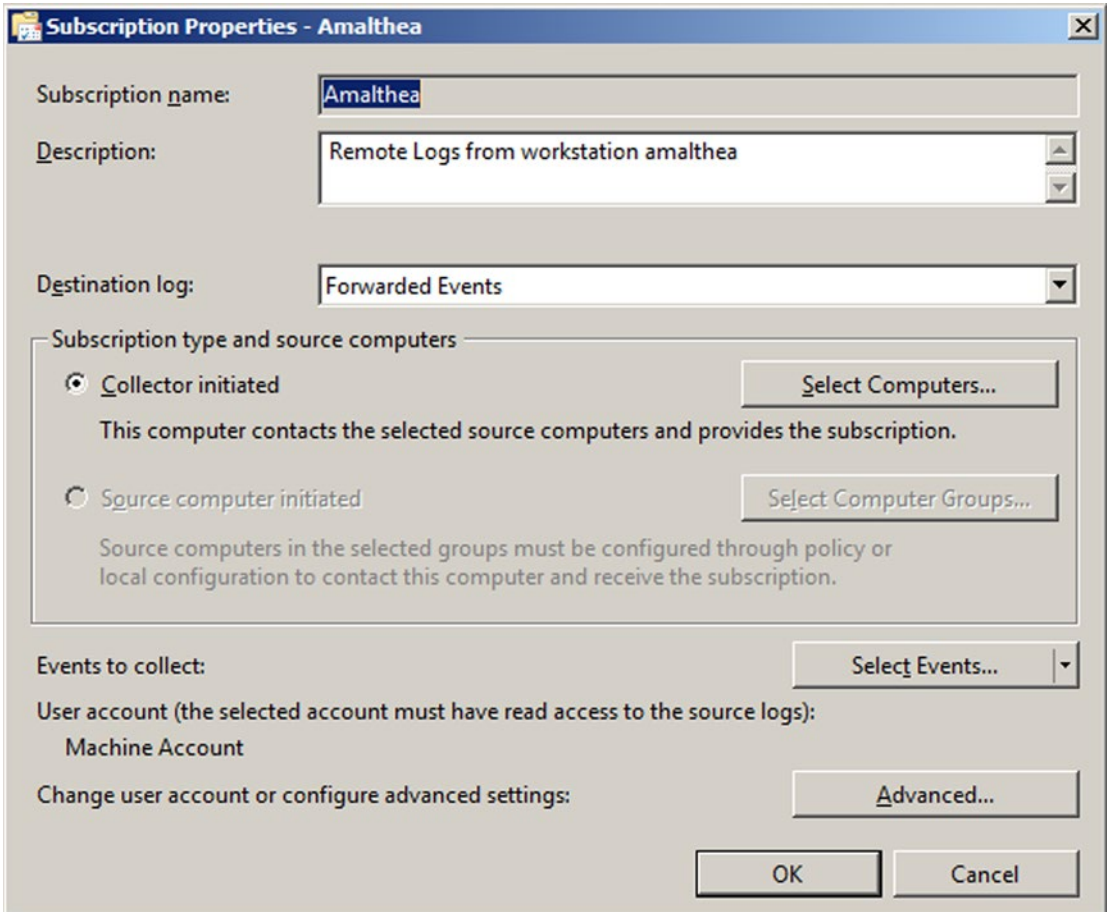 Subscription Properties - Amalthea
Subscription name:
Amalthea
Description:
Remote Logs from workstation amalthea
Destination log:
Forwarded Events
Subscription type and source computers
Collector initiated
Select Computers...
This computer contacts the selected source computers and provides the subscription.
Source computer initiated
Select Computer Groups...
Source computers in the selected groups must be configured through policy or
local configuration to contact this computer and receive the subscription.
Events to collect:
Select Events...
User account (the selected account must have read access to the source logs):
Machine Account
Change user account or configure advanced settings:
Advanced...
OK
Cancel